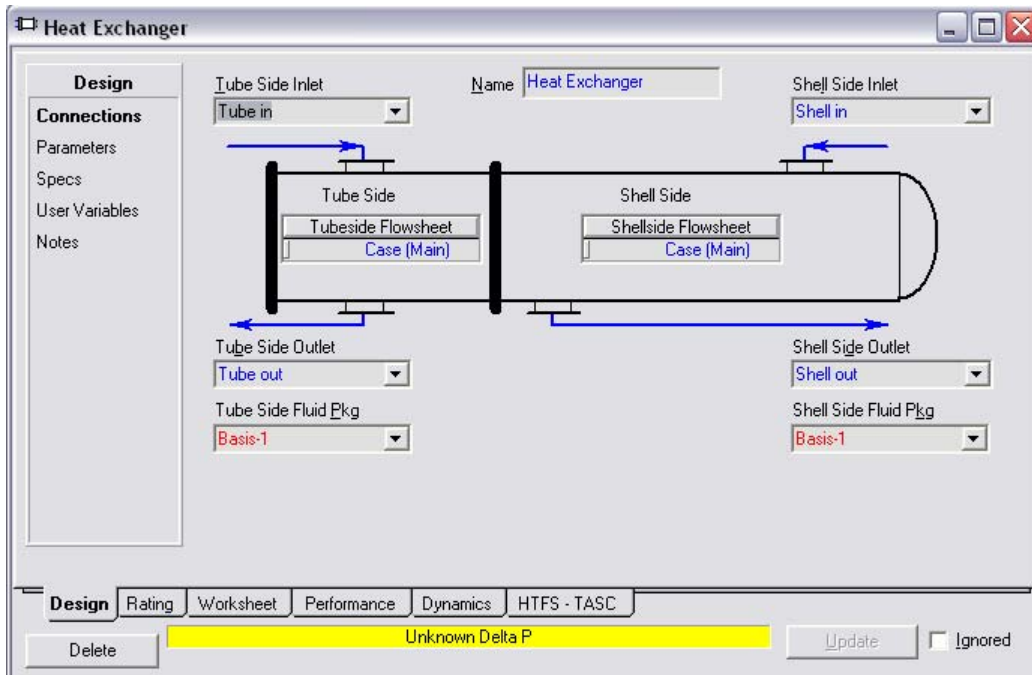 Heat Exchanger
Design
Connections
Parameters
Specs
User Variables
Notes
Tube Side Inlet
Tube in
Name
Heat Exchanger
Shell Side Inlet
Shell in
Tube Side
Tubeside Flowsheet
Case (Main)
Shell Side
Shellside Flowsheet
Case (Main)
Tube Side Outlet
Tube out
Tube Side Fluid Pkg
Basis-1
Shell Side Outlet
Shell out
Shell Side Fluid Pkg
Basis-1
Design Rating Worksheet Performance Dynamics HTFS - TASC
Delete
Unknown Delta P
Update
Ignored